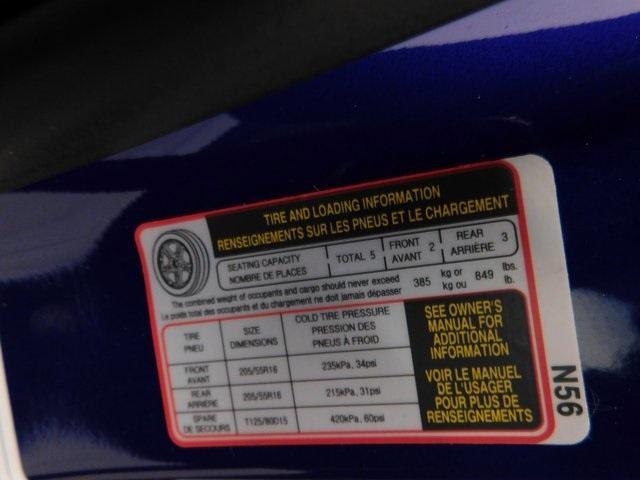 TIRE AND LOADING INFORMATION
RENSEIGNEMENTS SUR LES PNEUS ET LE CHARGEMENT
SEATING CAPACITY
NOMBRE DE PLACES
TOTAL 5
FRONT
AVANT 2
REAR
ARRIÈRE 3
The combined weight of occupants and cargo should never exceed
Le poids total des occupants et du chargement ne doit jamais dépasser
385 kg or
kg ou 849 lbs.
lb.
TIRE
PNEU
SIZE
DIMENSIONS
COLD TIRE PRESSURE
PRESSION DES
PNEUS À FROID
FRONT
AVANT
205/55R16
235kPa, 34psi
REAR
ARRIÈRE
205/55R16
215kPa, 31psi
SPARE
DE SECOURS
T125/80D15
420kPa, 60psi
SEE OWNER'S
MANUAL FOR
ADDITIONAL
INFORMATION
VOIR LE MANUEL
DE L'USAGER
POUR PLUS DE
RENSEIGNEMENTS
N56